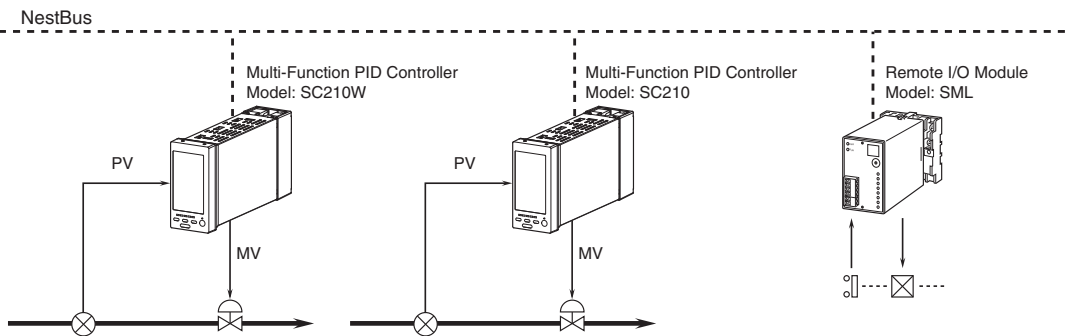 NestBus
Multi-Function PID Controller
Model: SC210W
Multi-Function PID Controller
Model: SC210
Remote I/O Module
Model: SML
PV
PV
MV
MV